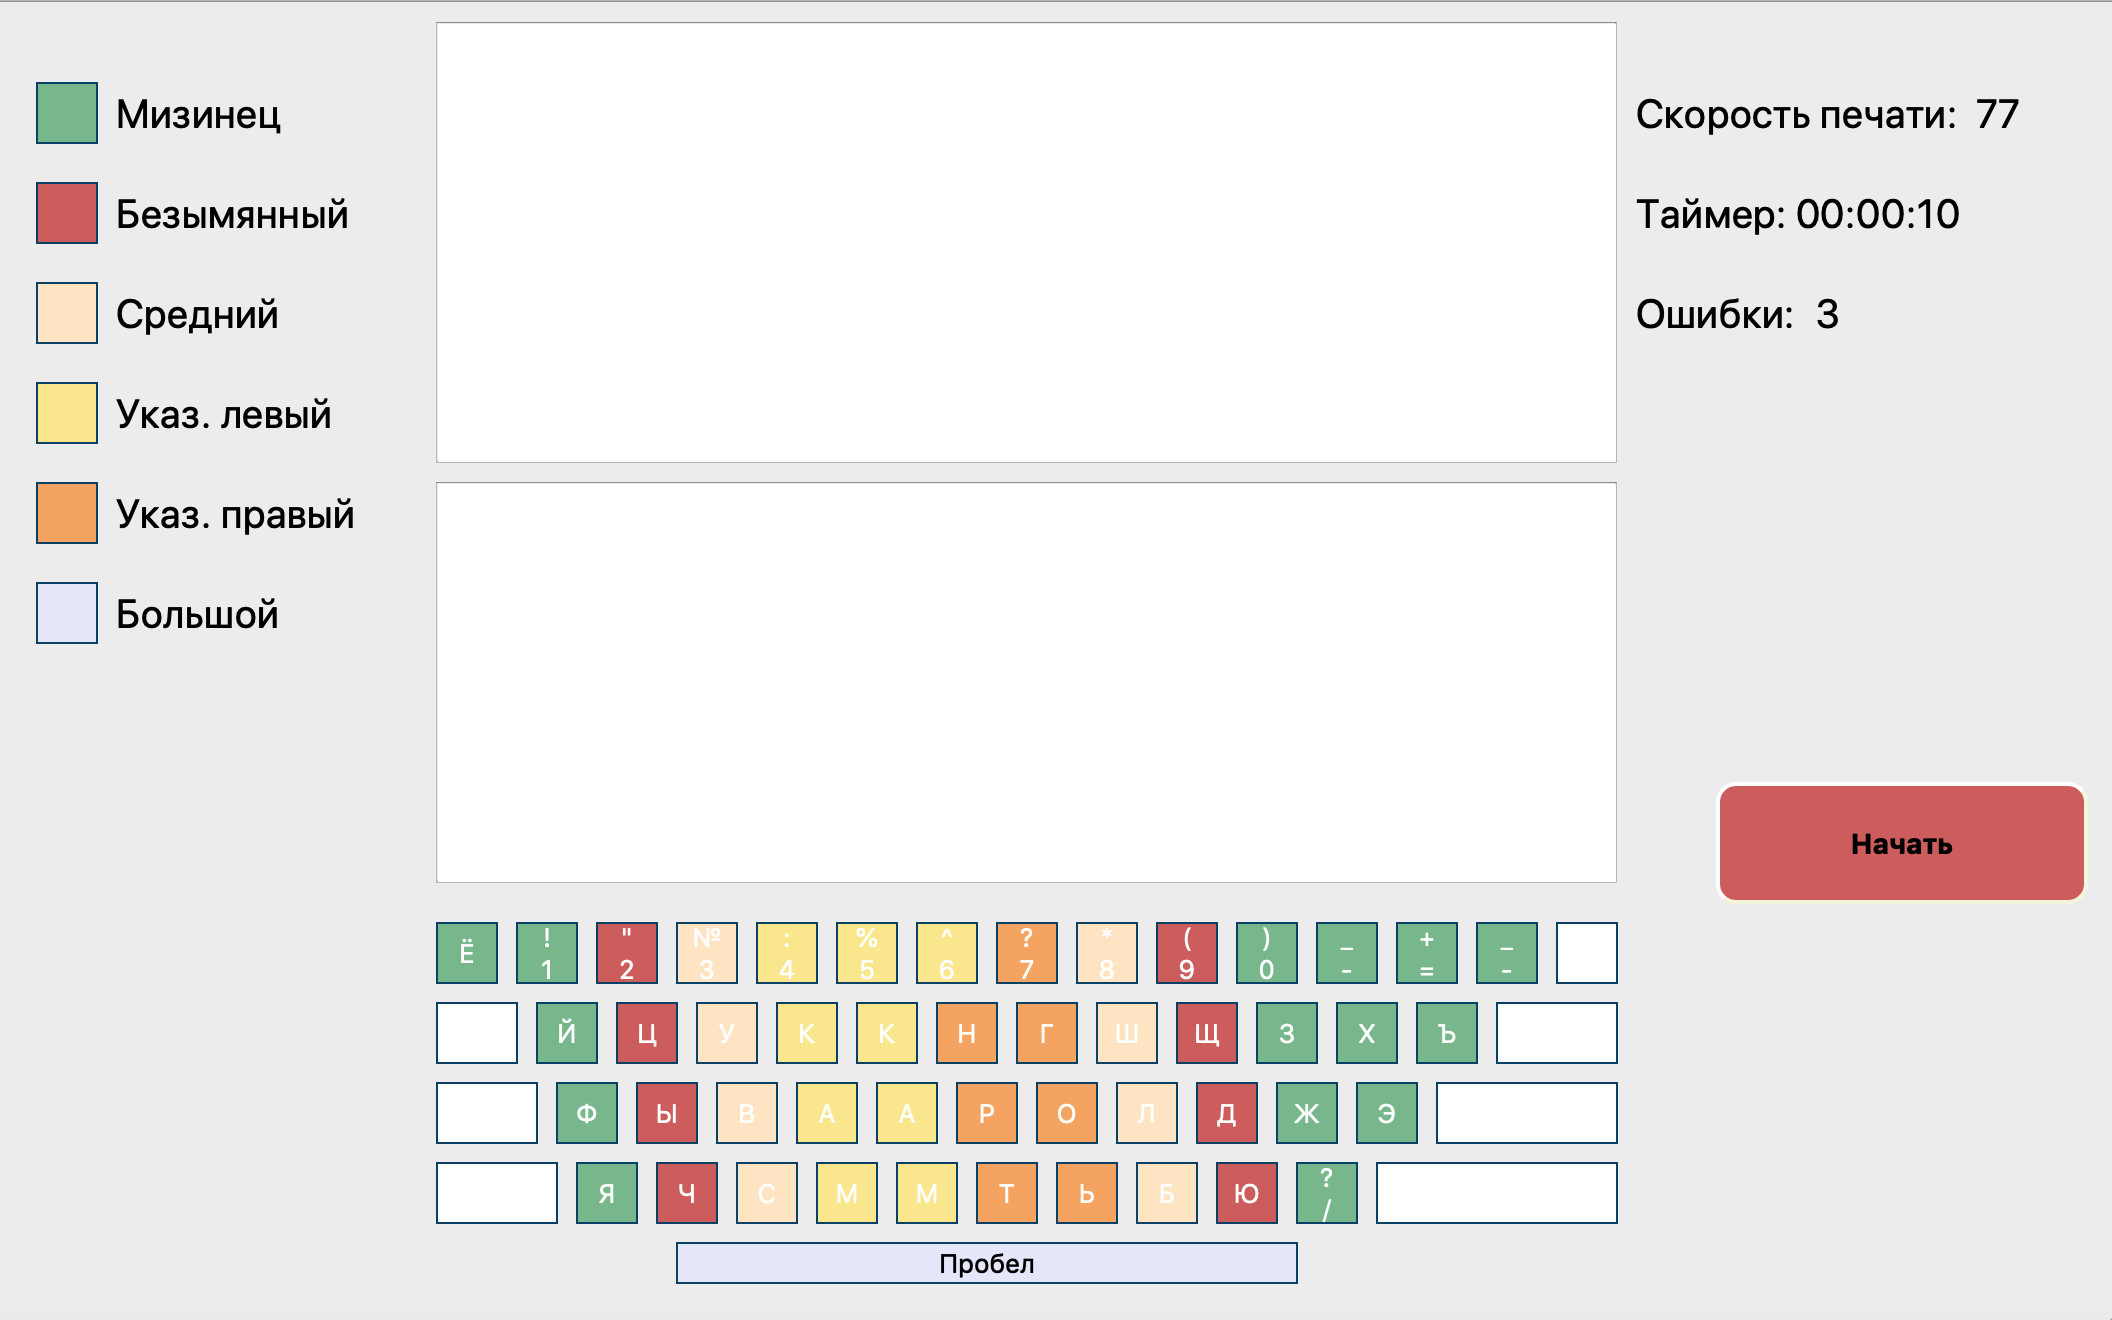 Мизинец
Безымянный
Средний
Указ. левый
Указ. правый
Большой
Скорость печати: 77
Таймер: 00:00:10
Ошибки: 3
Начать
! " № : % ^ ? * ( ) _ + _
Ё 1 2 3 4 5 6 7 8 9 0 - = -
Й Ц У К К Н Г Ш Щ З Х Ъ
Ф Ы В А А Р О Л Д Ж Э
Я Ч С М М Т Ь Б Ю ?
/
Пробел